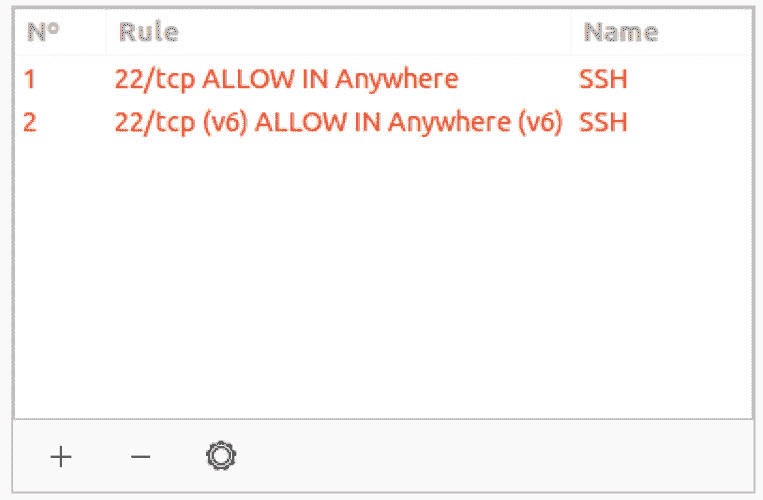 Nº Rule Name
1 22/tcp ALLOW IN Anywhere SSH
2 22/tcp (v6) ALLOW IN Anywhere (v6) SSH